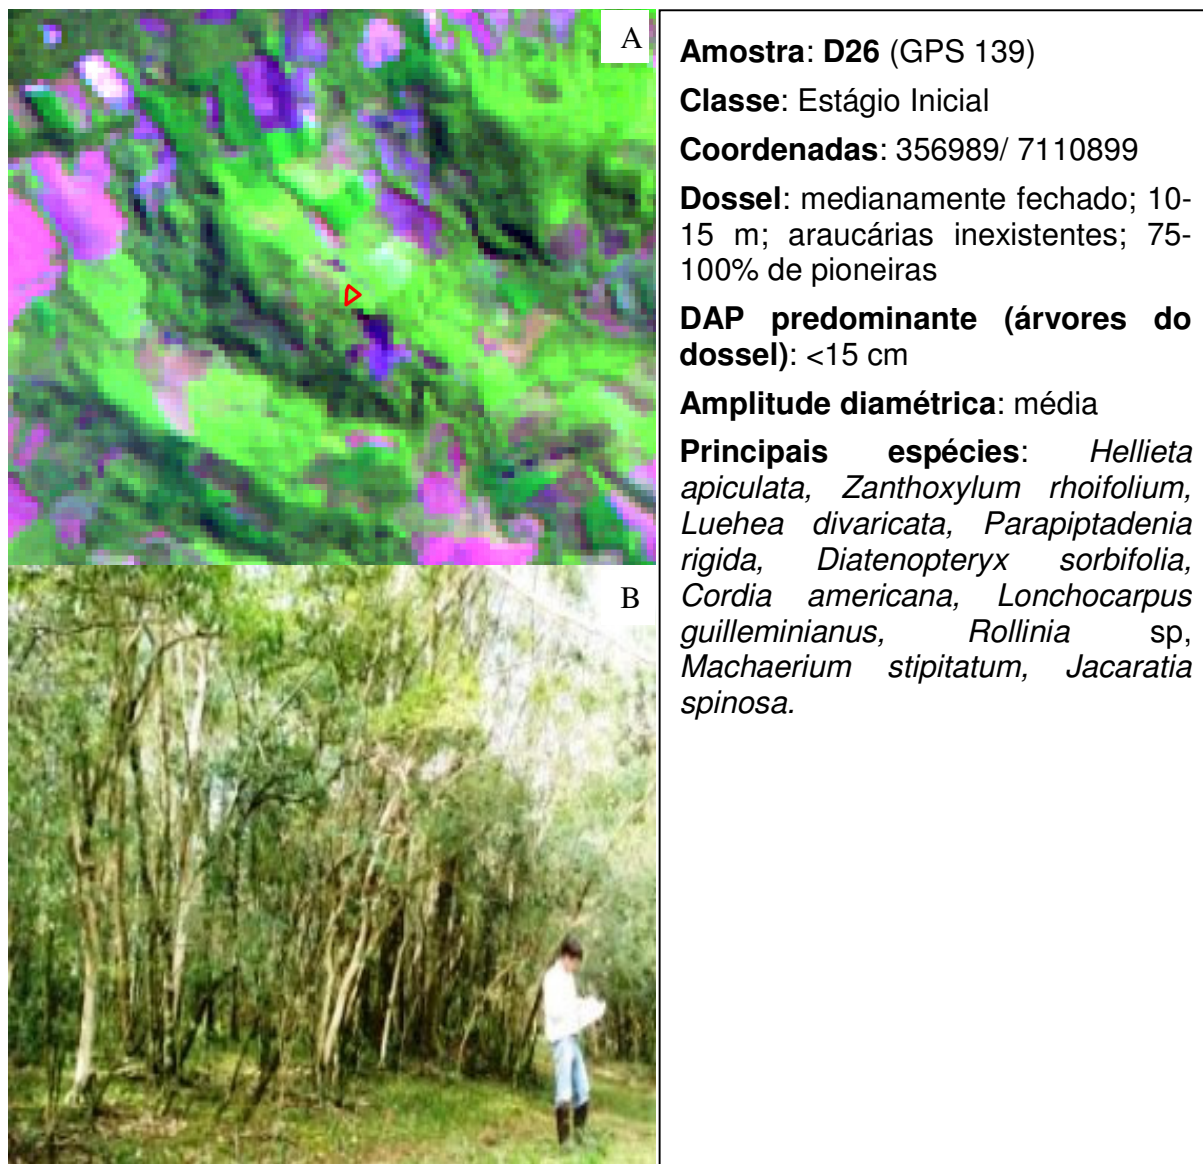 A
Amostra: D26 (GPS 139)
Classe: Estágio Inicial
Coordenadas: 356989/ 7110899
Dossel: medianamente fechado; 10-
15 m; araucárias inexistentes; 75-
100% de pioneiras
DAP predominante (árvores do
dossel): <15 cm
Amplitude diamétrica: média
Principais espécies: Hellieta
apiculata, Zanthoxylum rhoifolium,
Luehea divaricata, Parapiptadenia
rigida, Diatenopteryx sorbifolia,
Cordia americana, Lonchocarpus
guilleminianus, Rollinia sp,
Machaerium stipitatum, Jacaratia
spinosa.
B